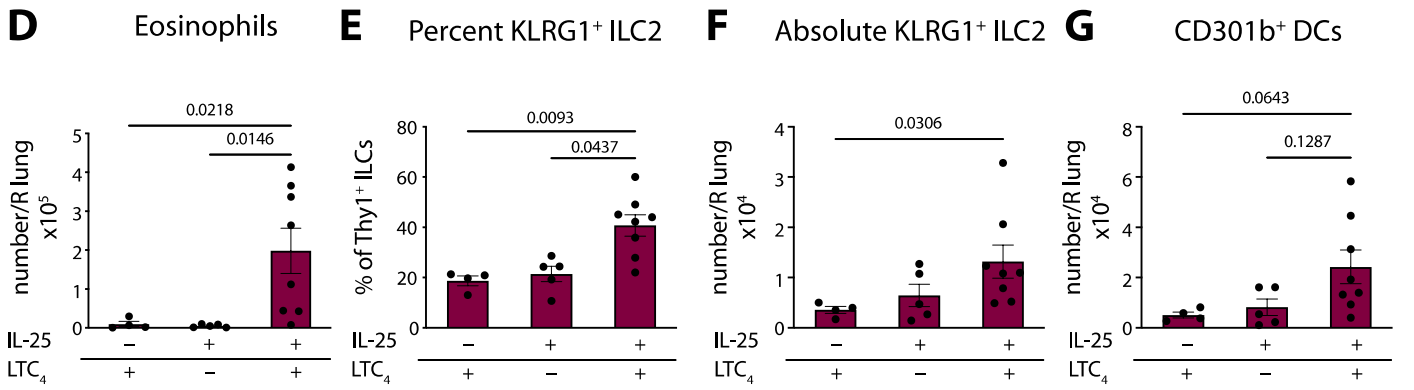 D Eosinophils
0.0218
0.0146
number/R lung
x10⁵
5
4
3
2
1
0
IL-25 – + +
LTC₄ + – +
E Percent KLRG1⁺ ILC2
0.0093
0.0437
% of Thy1⁺ ILCs
80
60
40
20
0
– + +
+ – +
F Absolute KLRG1⁺ ILC2
0.0306
number/R lung
x10⁴
4
3
2
1
0
IL-25 – + +
LTC₄ + – +
G CD301b⁺ DCs
0.0643
0.1287
number/R lung
x10⁴
8
6
4
2
0
IL-25 – + +
LTC₄ + – +